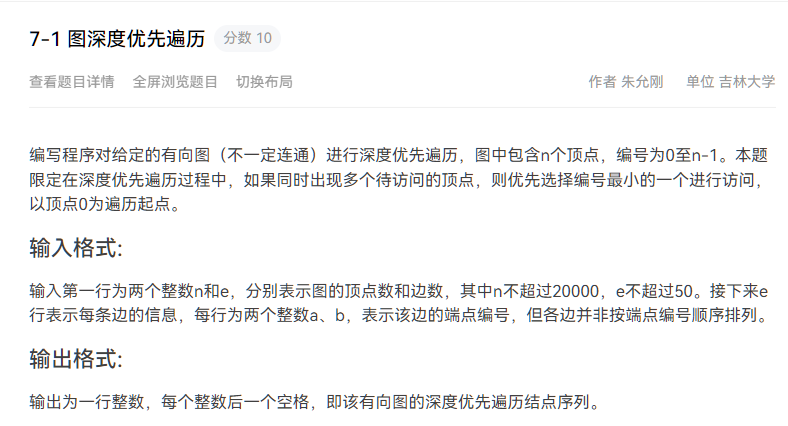 7-1 图深度优先遍历 分数 10
查看题目详情 全屏浏览题目 切换布局 作者 朱允刚 单位 吉林大学
编写程序对给定的有向图（不一定连通）进行深度优先遍历，图中包含n个顶点，编号为0至n-1。本题
限定在深度优先遍历过程中，如果同时出现多个待访问的顶点，则优先选择编号最小的一个进行访问，
以顶点0为遍历起点。
输入格式:
输入第一行为两个整数n和e，分别表示图的顶点数和边数，其中n不超过20000，e不超过50。接下来e
行表示每条边的信息，每行为两个整数a、b，表示该边的端点编号，但各边并非按端点编号顺序排列。
输出格式:
输出为一行整数，每个整数后一个空格，即该有向图的深度优先遍历结点序列。